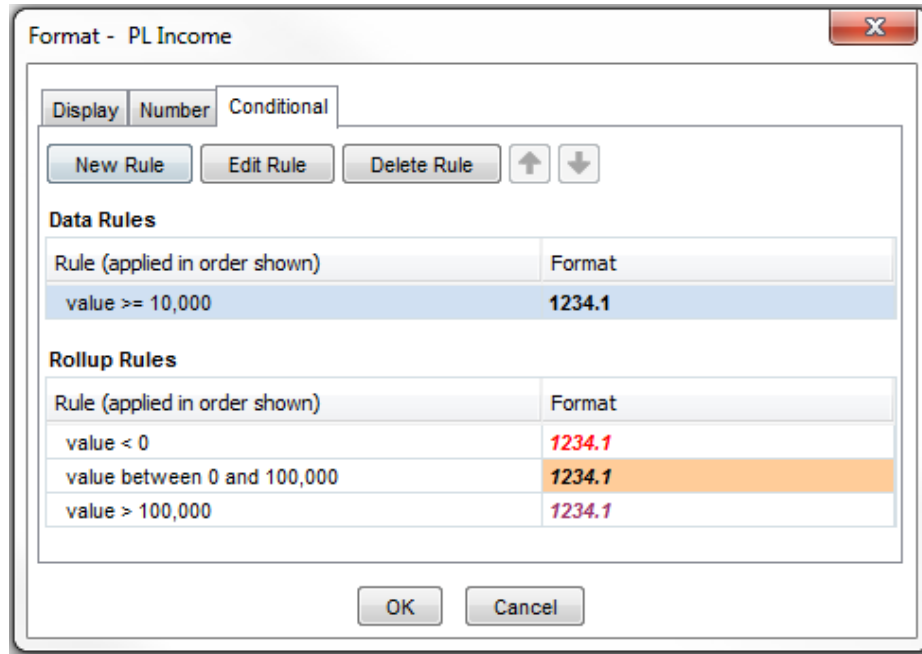 Format - PL Income
Display Number Conditional
New Rule Edit Rule Delete Rule
Data Rules
Rule (applied in order shown) Format
value >= 10,000 1234.1
Rollup Rules
Rule (applied in order shown) Format
value < 0 1234.1
value between 0 and 100,000 1234.1
value > 100,000 1234.1
OK Cancel